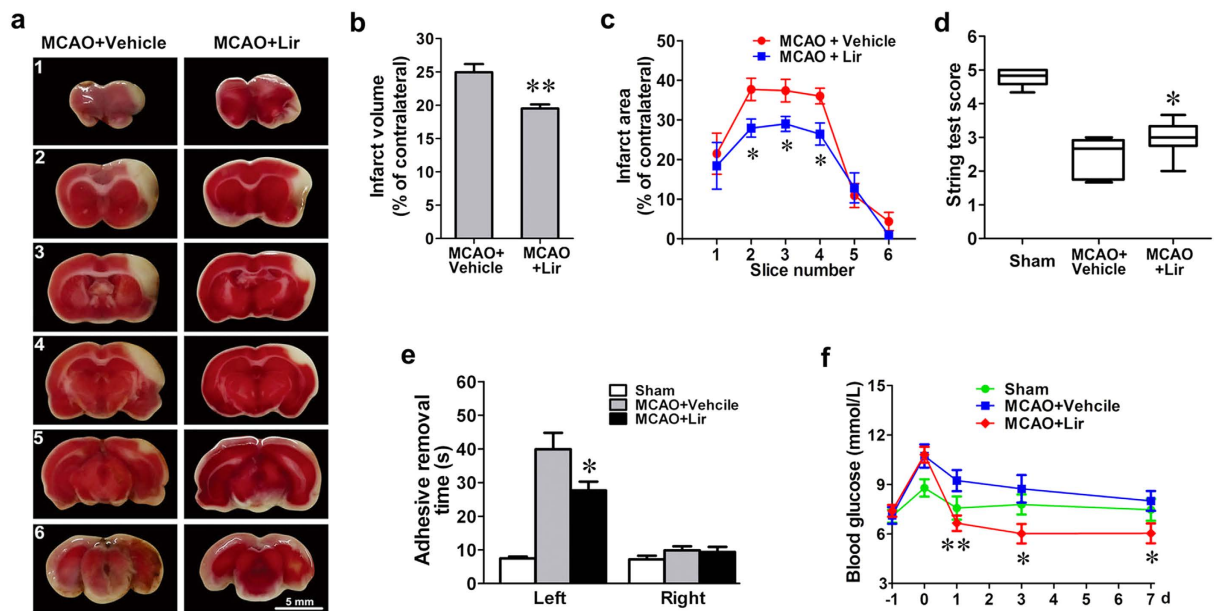 a
MCAO+Vehicle
MCAO+Lir
1
2
3
4
5
6
5 mm
b
Infarct volume
(% of contralateral)
30
25
20
15
10
5
0
**
MCAO+
Vehicle
MCAO
+Lir
c
MCAO + Vehicle
MCAO + Lir
Infarct area
(% of contralateral)
50
40
30
20
10
0
*
*
*
1 2 3 4 5 6
Slice number
d
String test score
6
5
4
3
2
1
0
*
Sham
MCAO+
Vehicle
MCAO
+Lir
e
Sham
MCAO+Vehcile
MCAO+Lir
Adhesive removal
time (s)
60
50
40
30
20
10
0
*
Left
Right
f
Sham
MCAO+Vehcile
MCAO+Lir
Blood glucose (mmol/L)
15
12
9
6
3
**
*
*
-1 0 1 2 3 4 5 6 7 d